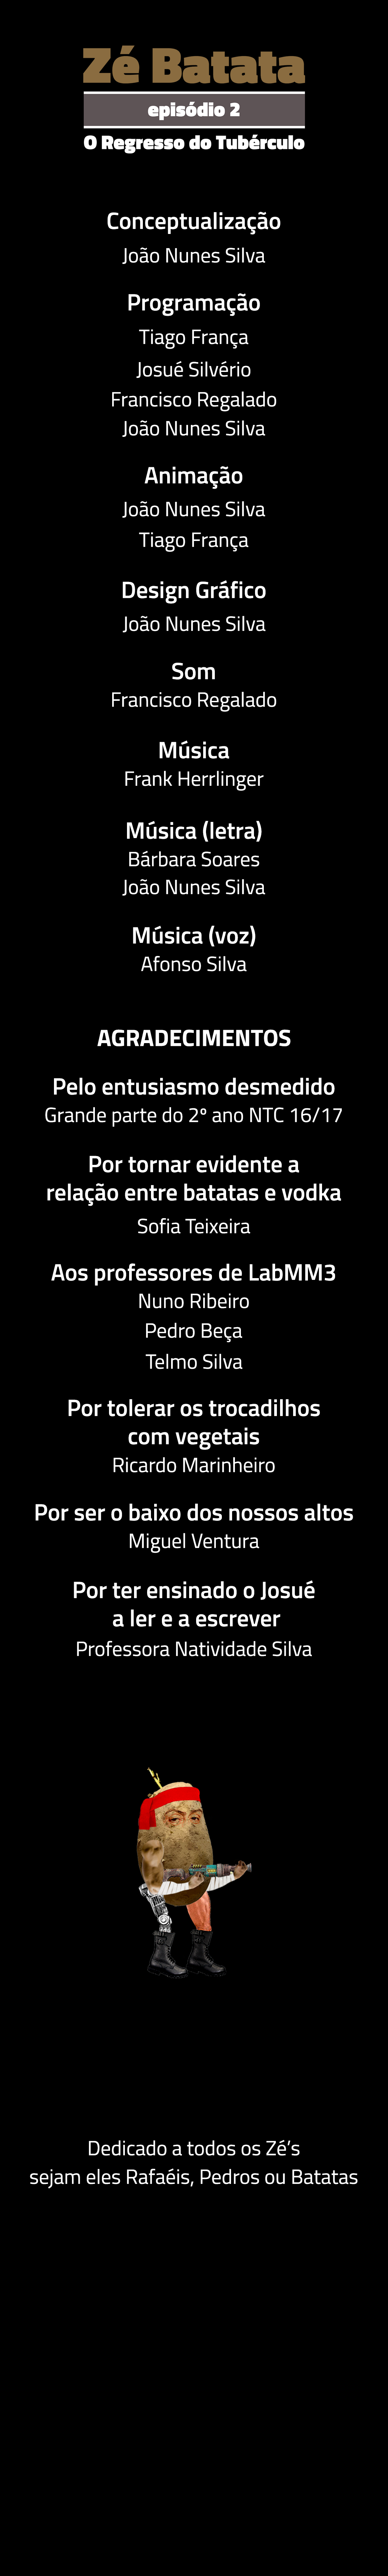 Zé Batata
episódio 2
O Regresso do Tubérculo
Conceptualização
João Nunes Silva
Programação
Tiago França
Josué Silvério
Francisco Regalado
João Nunes Silva
Animação
João Nunes Silva
Tiago França
Design Gráfico
João Nunes Silva
Som
Francisco Regalado
Música
Frank Herrlinger
Música (letra)
Bárbara Soares
João Nunes Silva
Música (voz)
Afonso Silva
AGRADECIMENTOS
Pelo entusiasmo desmedido
Grande parte do 2º ano NTC 16/17
Por tornar evidente a
relação entre batatas e vodka
Sofia Teixeira
Aos professores de LabMM3
Nuno Ribeiro
Pedro Beça
Telmo Silva
Por tolerar os trocadilhos
com vegetais
Ricardo Marinheiro
Por ser o baixo dos nossos altos
Miguel Ventura
Por ter ensinado o Josué
a ler e a escrever
Professora Natividade Silva
Dedicado a todos os Zé’s
sejam eles Rafaéis, Pedros ou Batatas